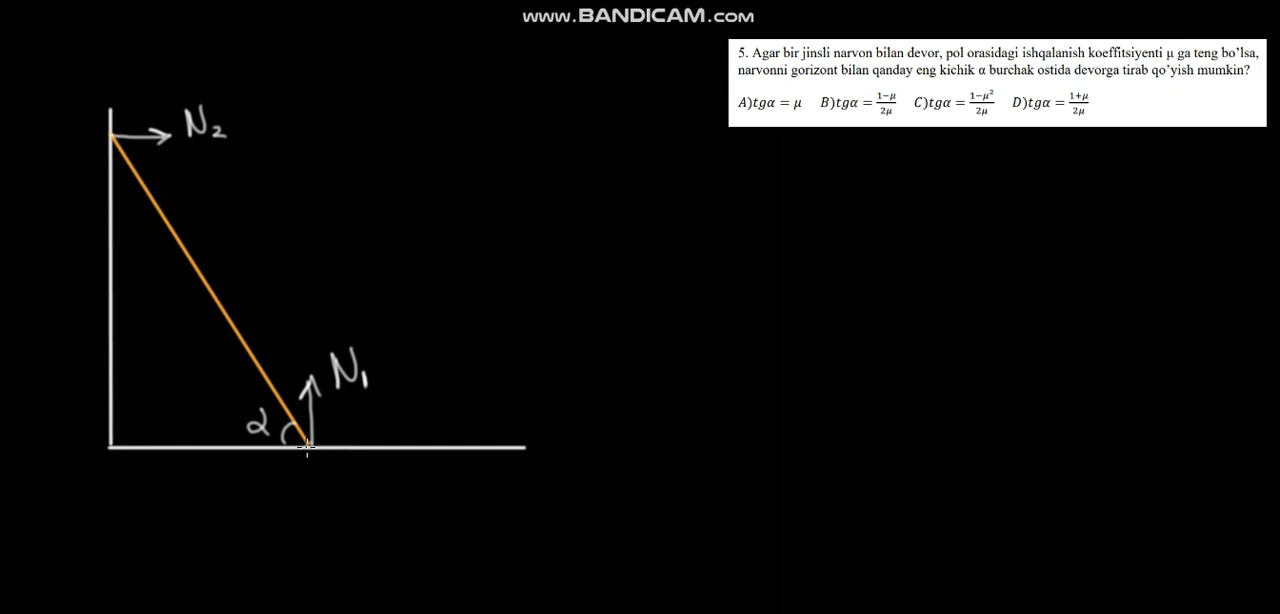 www.BANDICAM.com
5. Agar bir jinsli narvon bilan devor, pol orasidagi ishqalanish koeffitsiyenti μ ga teng bo'lsa,
narvonni gorizont bilan qanday eng kichik α burchak ostida devorga tirab qo'yish mumkin?
A)tgα = μ B)tgα = (1−μ)/(2μ) C)tgα = (1−μ²)/(2μ) D)tgα = (1+μ)/(2μ)
N₂
N₁
α